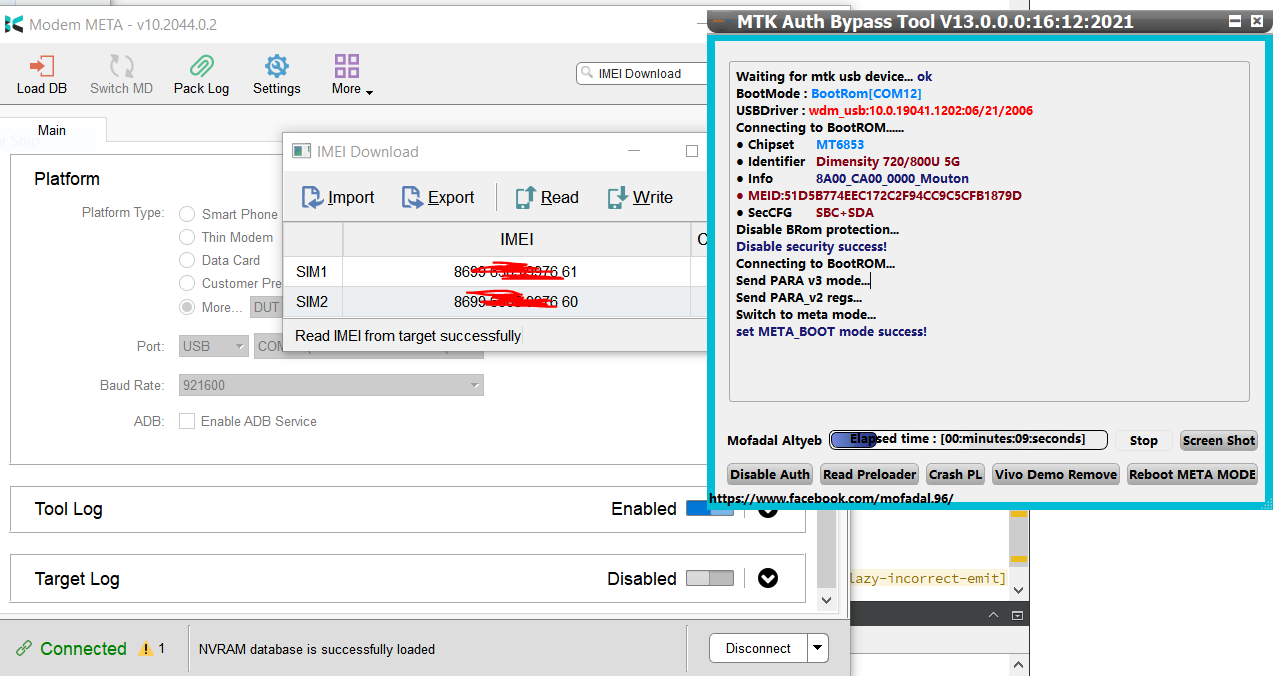 Modem META - v10.2044.0.2
Load DB
Switch MD
Pack Log
Settings
More
IMEI Download
Main
Platform
Platform Type:
Smart Phone
Thin Modem
Data Card
Customer Pre
More...
DUT
Port:
USB
COM
Baud Rate:
921600
ADB:
Enable ADB Service
Tool Log
Enabled
Target Log
Disabled
Connected
1
NVRAM database is successfully loaded
Disconnect
IMEI Download
Import
Export
Read
Write
IMEI
C
SIM1
8699 61
SIM2
8699 60
Read IMEI from target successfully
MTK Auth Bypass Tool V13.0.0.0:16:12:2021
Waiting for mtk usb device... ok
BootMode : BootRom[COM12]
USBDriver : wdm_usb:10.0.19041.1202:06/21/2006
Connecting to BootROM......
● Chipset MT6853
● Identifier Dimensity 720/800U 5G
● Info 8A00_CA00_0000_Mouton
● MEID:51D5B774EEC172C2F94CC9C5CFB1879D
● SecCFG SBC+SDA
Disable BRom protection...
Disable security success!
Connecting to BootROM...
Send PARA v3 mode...
Send PARA_v2 regs...
Switch to meta mode...
set META_BOOT mode success!
Mofadal Altyeb
Elapsed time : [00:minutes:09:seconds]
Stop
Screen Shot
Disable Auth
Read Preloader
Crash PL
Vivo Demo Remove
Reboot META MODE
https://www.facebook.com/mofadal.96/
lazy-incorrect-emit]